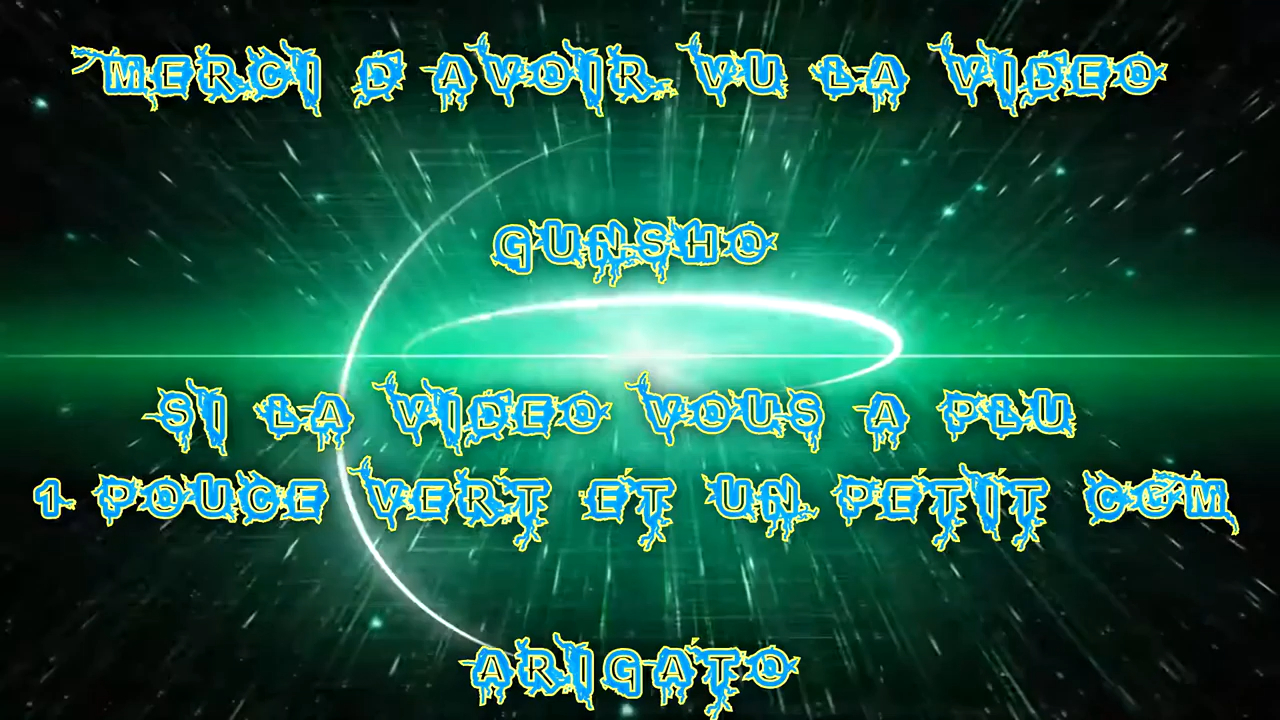 MERCI D AVOIR VU LA VIDEO
GUNSHO
SI LA VIDEO VOUS A PLU
1 POUCE VERT ET UN PETIT COM
ARIGATO